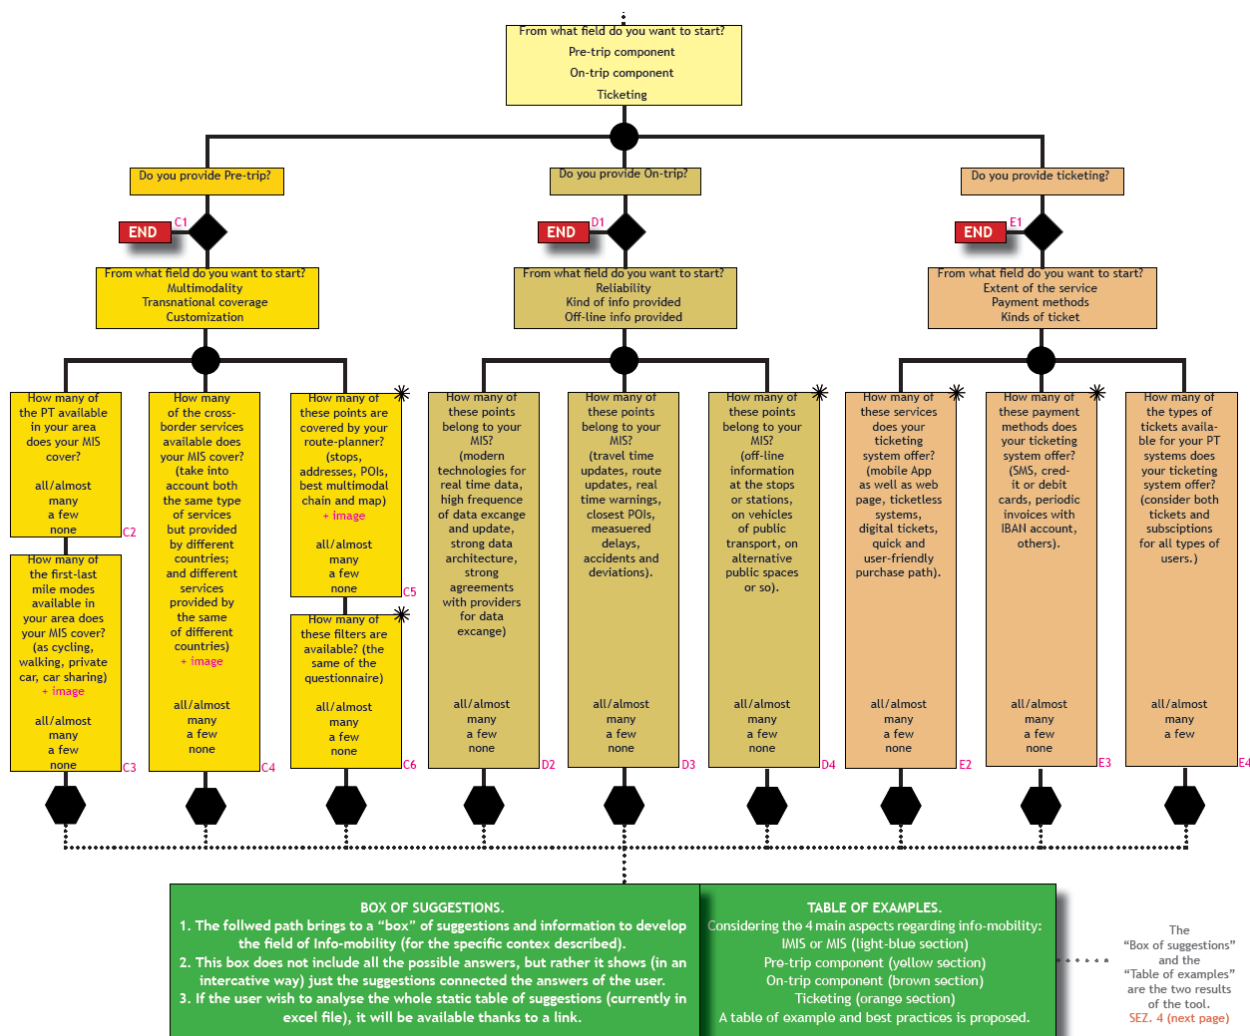 From what field do you want to start?
Pre-trip component
On-trip component
Ticketing
Do you provide Pre-trip?
Do you provide On-trip?
Do you provide ticketing?
C1
END
D1
END
E1
END
From what field do you want to start?
Multimodality
Transnational coverage
Customization
From what field do you want to start?
Reliability
Kind of info provided
Off-line info provided
From what field do you want to start?
Extent of the service
Payment methods
Kinds of ticket
How many of
the PT available
in your area
does your MIS
cover?
all/almost
many
a few
none
C2
How many of
the first-last
mile modes
available in
your area does
your MIS cover?
(as cycling,
walking, private
car, car sharing)
+ image
all/almost
many
a few
none
C3
How many
of the cross-
border services
available does
your MIS cover?
(take into
account both
the same type
of services
but provided
by different
countries;
and different
services
provided by
the same
of different
countries)
+ image
all/almost
many
a few
none
C4
How many of
these points are
covered by your
route-planner?
(stops,
addresses, POIs,
best multimodal
chain and map)
+ image
all/almost
many
a few
none
C5
How many of
these filters are
available? (the
same of the
questionnaire)
all/almost
many
a few
none
C6
How many of
these points
belong to your
MIS?
(modern
technologies for
real time data,
high frequence
of data excange
and update,
strong data
architecture,
strong
agreements
with providers
for data
excange)
all/almost
many
a few
none
D2
How many of
these points
belong to your
MIS?
(travel time
updates, route
updates, real
time warnings,
closest POIs,
measuered
delays,
accidents and
deviations).
all/almost
many
a few
none
D3
How many of
these points
belong to your
MIS?
(off-line
information
at the stops
or stations,
on vehicles
of public
transport, on
alternative
public spaces
or so).
all/almost
many
a few
none
D4
How many of
these services
does your
ticketing
system offer?
(mobile App
as well as web
page, ticketless
systems,
digital tickets,
quick and
user-friendly
purchase path).
all/almost
many
a few
none
E2
How many of
these payment
methods does
your ticketing
system offer?
(SMS, cred-
it or debit
cards, periodic
invoices with
IBAN account,
others).
all/almost
many
a few
none
E3
How many of
the types of
tickets availa-
ble for your PT
systems does
your ticketing
system offer?
(consider both
tickets and
subsciptions
for all types of
users.)
all/almost
many
a few
E4
BOX OF SUGGESTIONS.
1. The follwed path brings to a “box” of suggestions and information to develop
the field of Info-mobility (for the specific contex described).
2. This box does not include all the possible answers, but rather it shows (in an
intercative way) just the suggestions connected the answers of the user.
3. If the user wish to analyse the whole static table of suggestions (currently in
excel file), it will be available thanks to a link.
TABLE OF EXAMPLES.
Considering the 4 main aspects regarding info-mobility:
IMIS or MIS (light-blue section)
Pre-trip component (yellow section)
On-trip component (brown section)
Ticketing (orange section)
A table of example and best practices is proposed.
The
“Box of suggestions”
and the
“Table of examples”
are the two results
of the tool.
SEZ. 4 (next page)